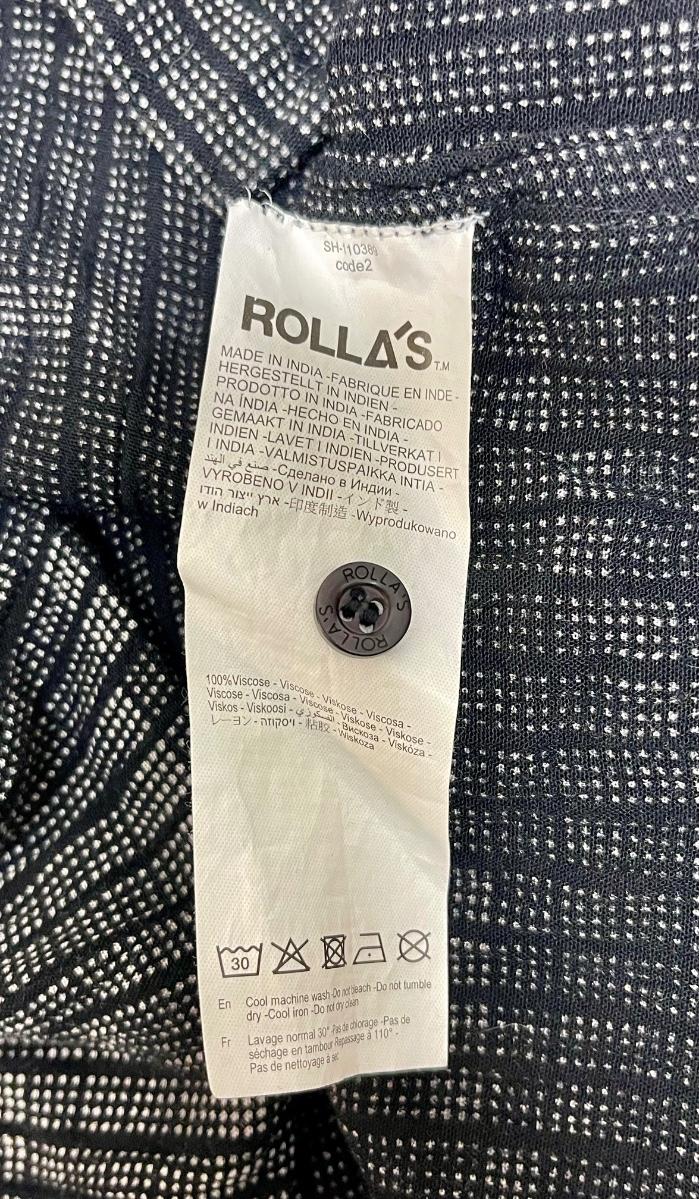 SH-I10389
code2
ROLLA'S TM
MADE IN INDIA -FABRIQUE EN INDE -
HERGESTELLT IN INDIEN -
PRODOTTO IN INDIA -FABRICADO
NA ÍNDIA -HECHO EN INDIA -
GEMAAKT IN INDIA -TILLVERKAT I
INDIEN -LAVET I INDIEN -PRODUSERT
I INDIA -VALMISTUSPAIKKA INTIA -
صنع في الهند -Сделано в Индии -
VYROBENO V INDII -インド製 -
ארץ ייצור הודו -印度制造 -Wyprodukowano
w Indiach
ROLLA'S
ROLLA'S
100%Viscose - Viscose - Viskose - Viscosa -
Viscose - Viscosa - Viscose - Viskose - Viskose -
Viskos - Viskoosi - الفسكوزي - Вискоза - Viskóza -
レーヨン - ויסקוזה - 粘胶 - Wiskoza
30
En Cool machine wash-Do not bleach -Do not tumble
dry -Cool iron -Do not dry clean
Fr Lavage normal 30° Pas de chlorage -Pas de
séchage en tambour Repassage à 110° -
Pas de nettoyage à sec